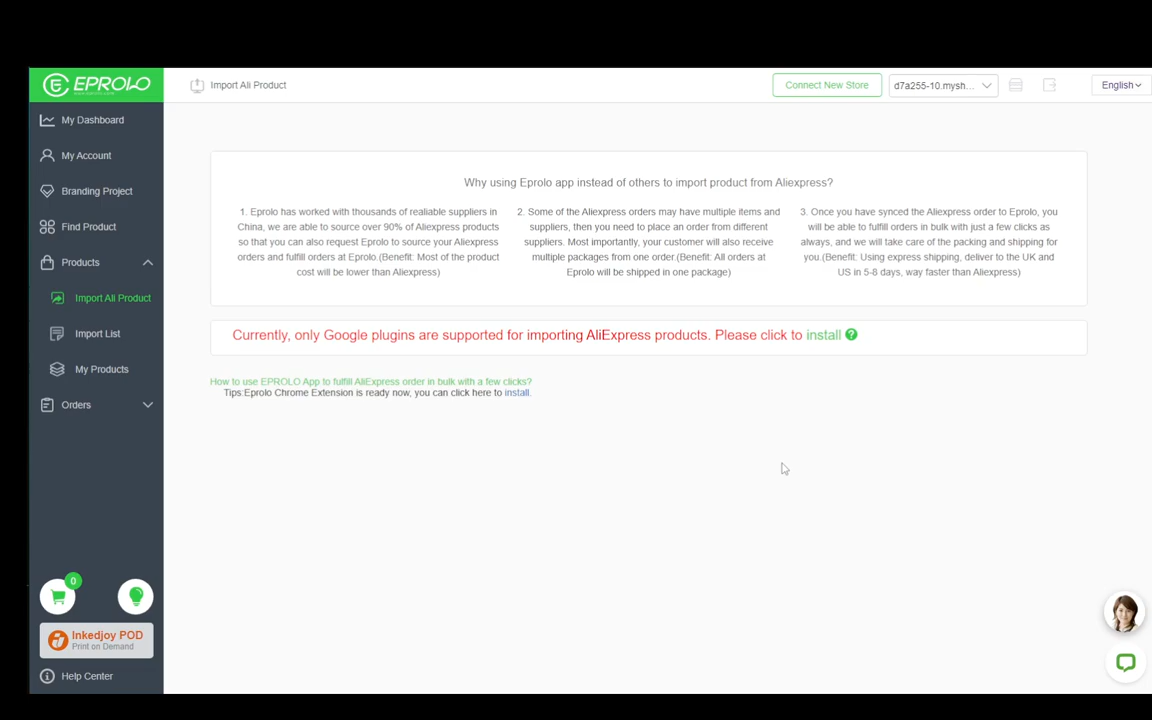 EPROLO
Import Ali Product
Connect New Store
d7a255-10.mysh...
English
My Dashboard
My Account
Branding Project
Find Product
Products
Import Ali Product
Import List
My Products
Orders
0
Inkedjoy POD
Print on Demand
Help Center
Why using Eprolo app instead of others to import product from Aliexpress?
1. Eprolo has worked with thousands of realiable suppliers in
China, we are able to source over 90% of Aliexpress products
so that you can also request Eprolo to source your Aliexpress
orders and fulfill orders at Eprolo.(Benefit: Most of the product
cost will be lower than Aliexpress)
2. Some of the Aliexpress orders may have multiple items and
suppliers, then you need to place an order from different
suppliers. Most importantly, your customer will also receive
multiple packages from one order.(Benefit: All orders at
Eprolo will be shipped in one package)
3. Once you have synced the Aliexpress order to Eprolo, you
will be able to fulfill orders in bulk with just a few clicks as
always, and we will take care of the packing and shipping for
you.(Benefit: Using express shipping, deliver to the UK and
US in 5-8 days, way faster than Aliexpress)
Currently, only Google plugins are supported for importing AliExpress products. Please click to install ?
How to use EPROLO App to fulfill AliExpress order in bulk with a few clicks?
Tips:Eprolo Chrome Extension is ready now, you can click here to install.